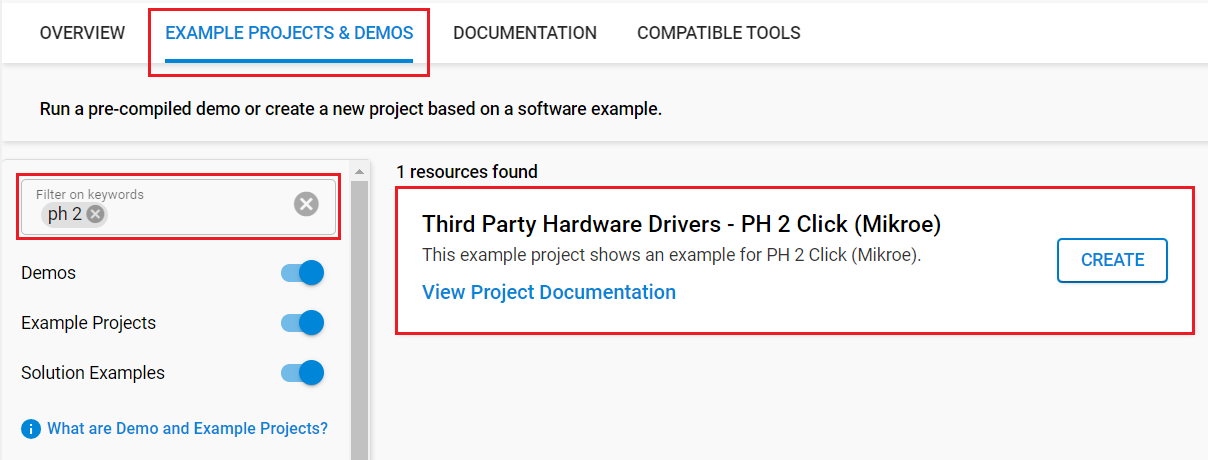 OVERVIEW
EXAMPLE PROJECTS & DEMOS
DOCUMENTATION
COMPATIBLE TOOLS
Run a pre-compiled demo or create a new project based on a software example.
Filter on keywords
ph 2
Demos
Example Projects
Solution Examples
What are Demo and Example Projects?
1 resources found
Third Party Hardware Drivers - PH 2 Click (Mikroe)
This example project shows an example for PH 2 Click (Mikroe).
View Project Documentation
CREATE